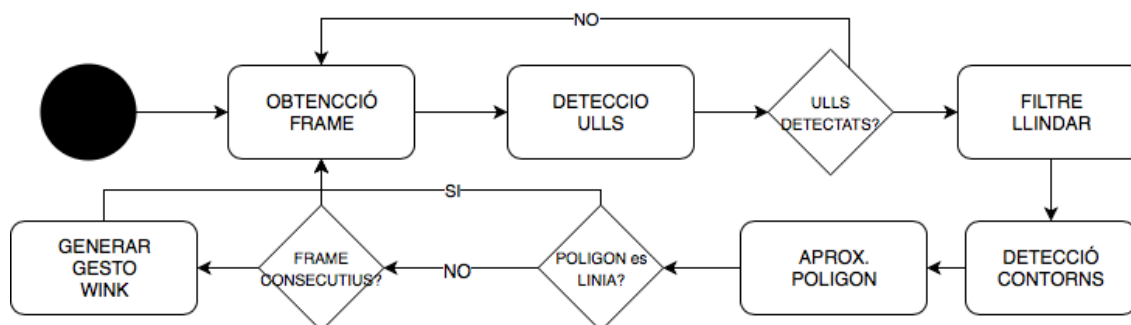 NO
OBTENCCIÓ
FRAME
DETECCIO
ULLS
ULLS
DETECTATS?
FILTRE
LLINDAR
SI
GENERAR
GESTO
WINK
FRAME
CONSECUTIUS?
NO
POLIGON es
LINIA?
APROX.
POLIGON
DETECCIÓ
CONTORNS